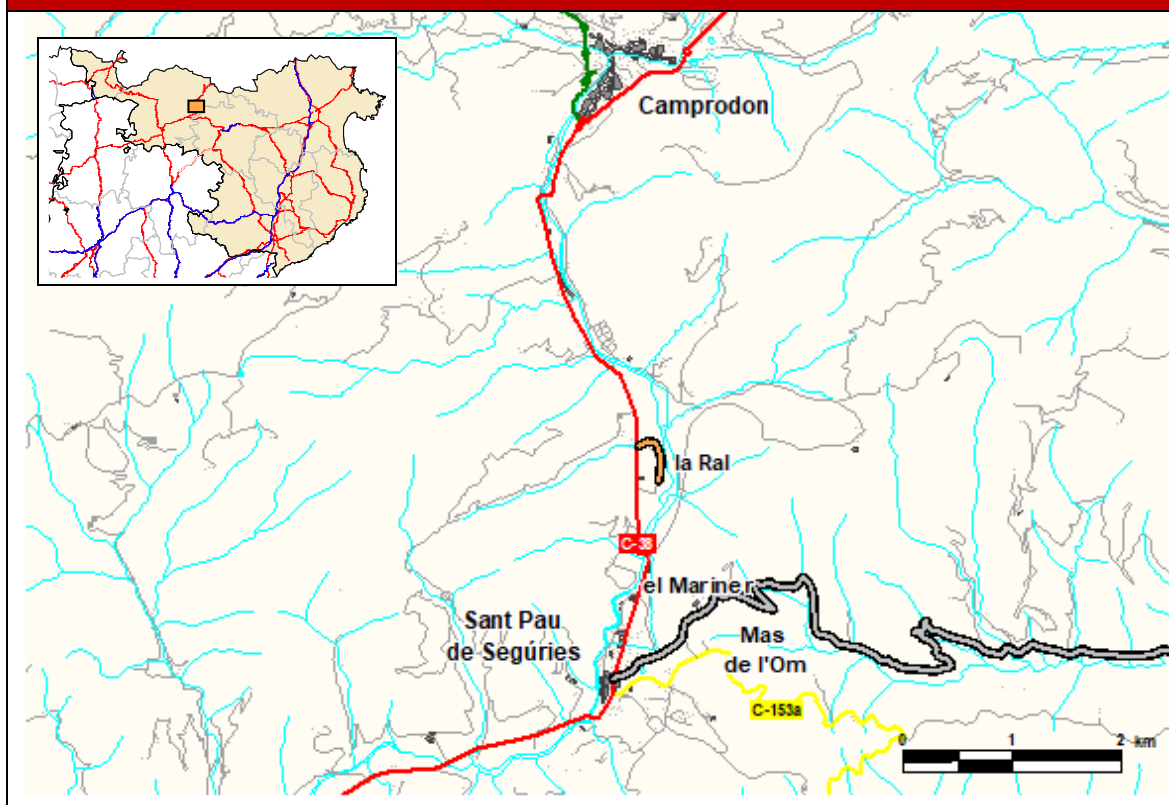 Camprodon
la Ral
C-38
el Mariner
Sant Pau
de Segúries
Mas
de l'Om
C-153a
0 1 2 km